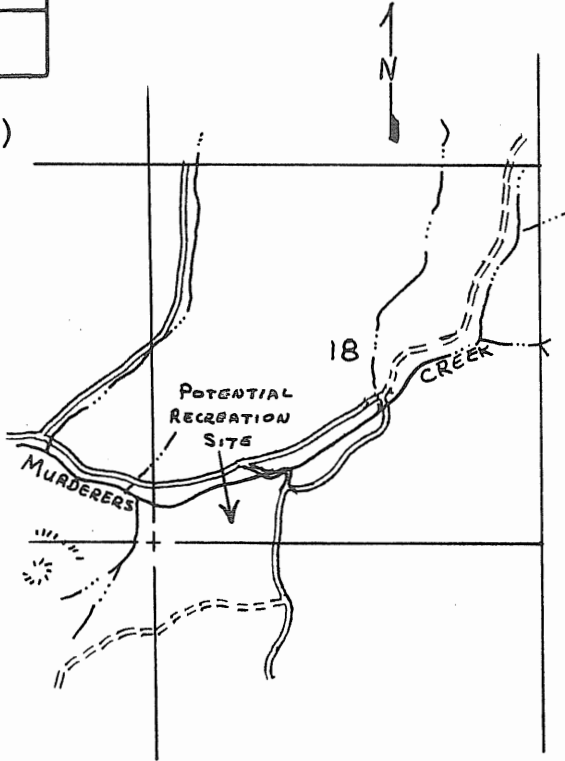 N
)
18
CREEK
POTENTIAL
RECREATION
SITE
MURDERERS